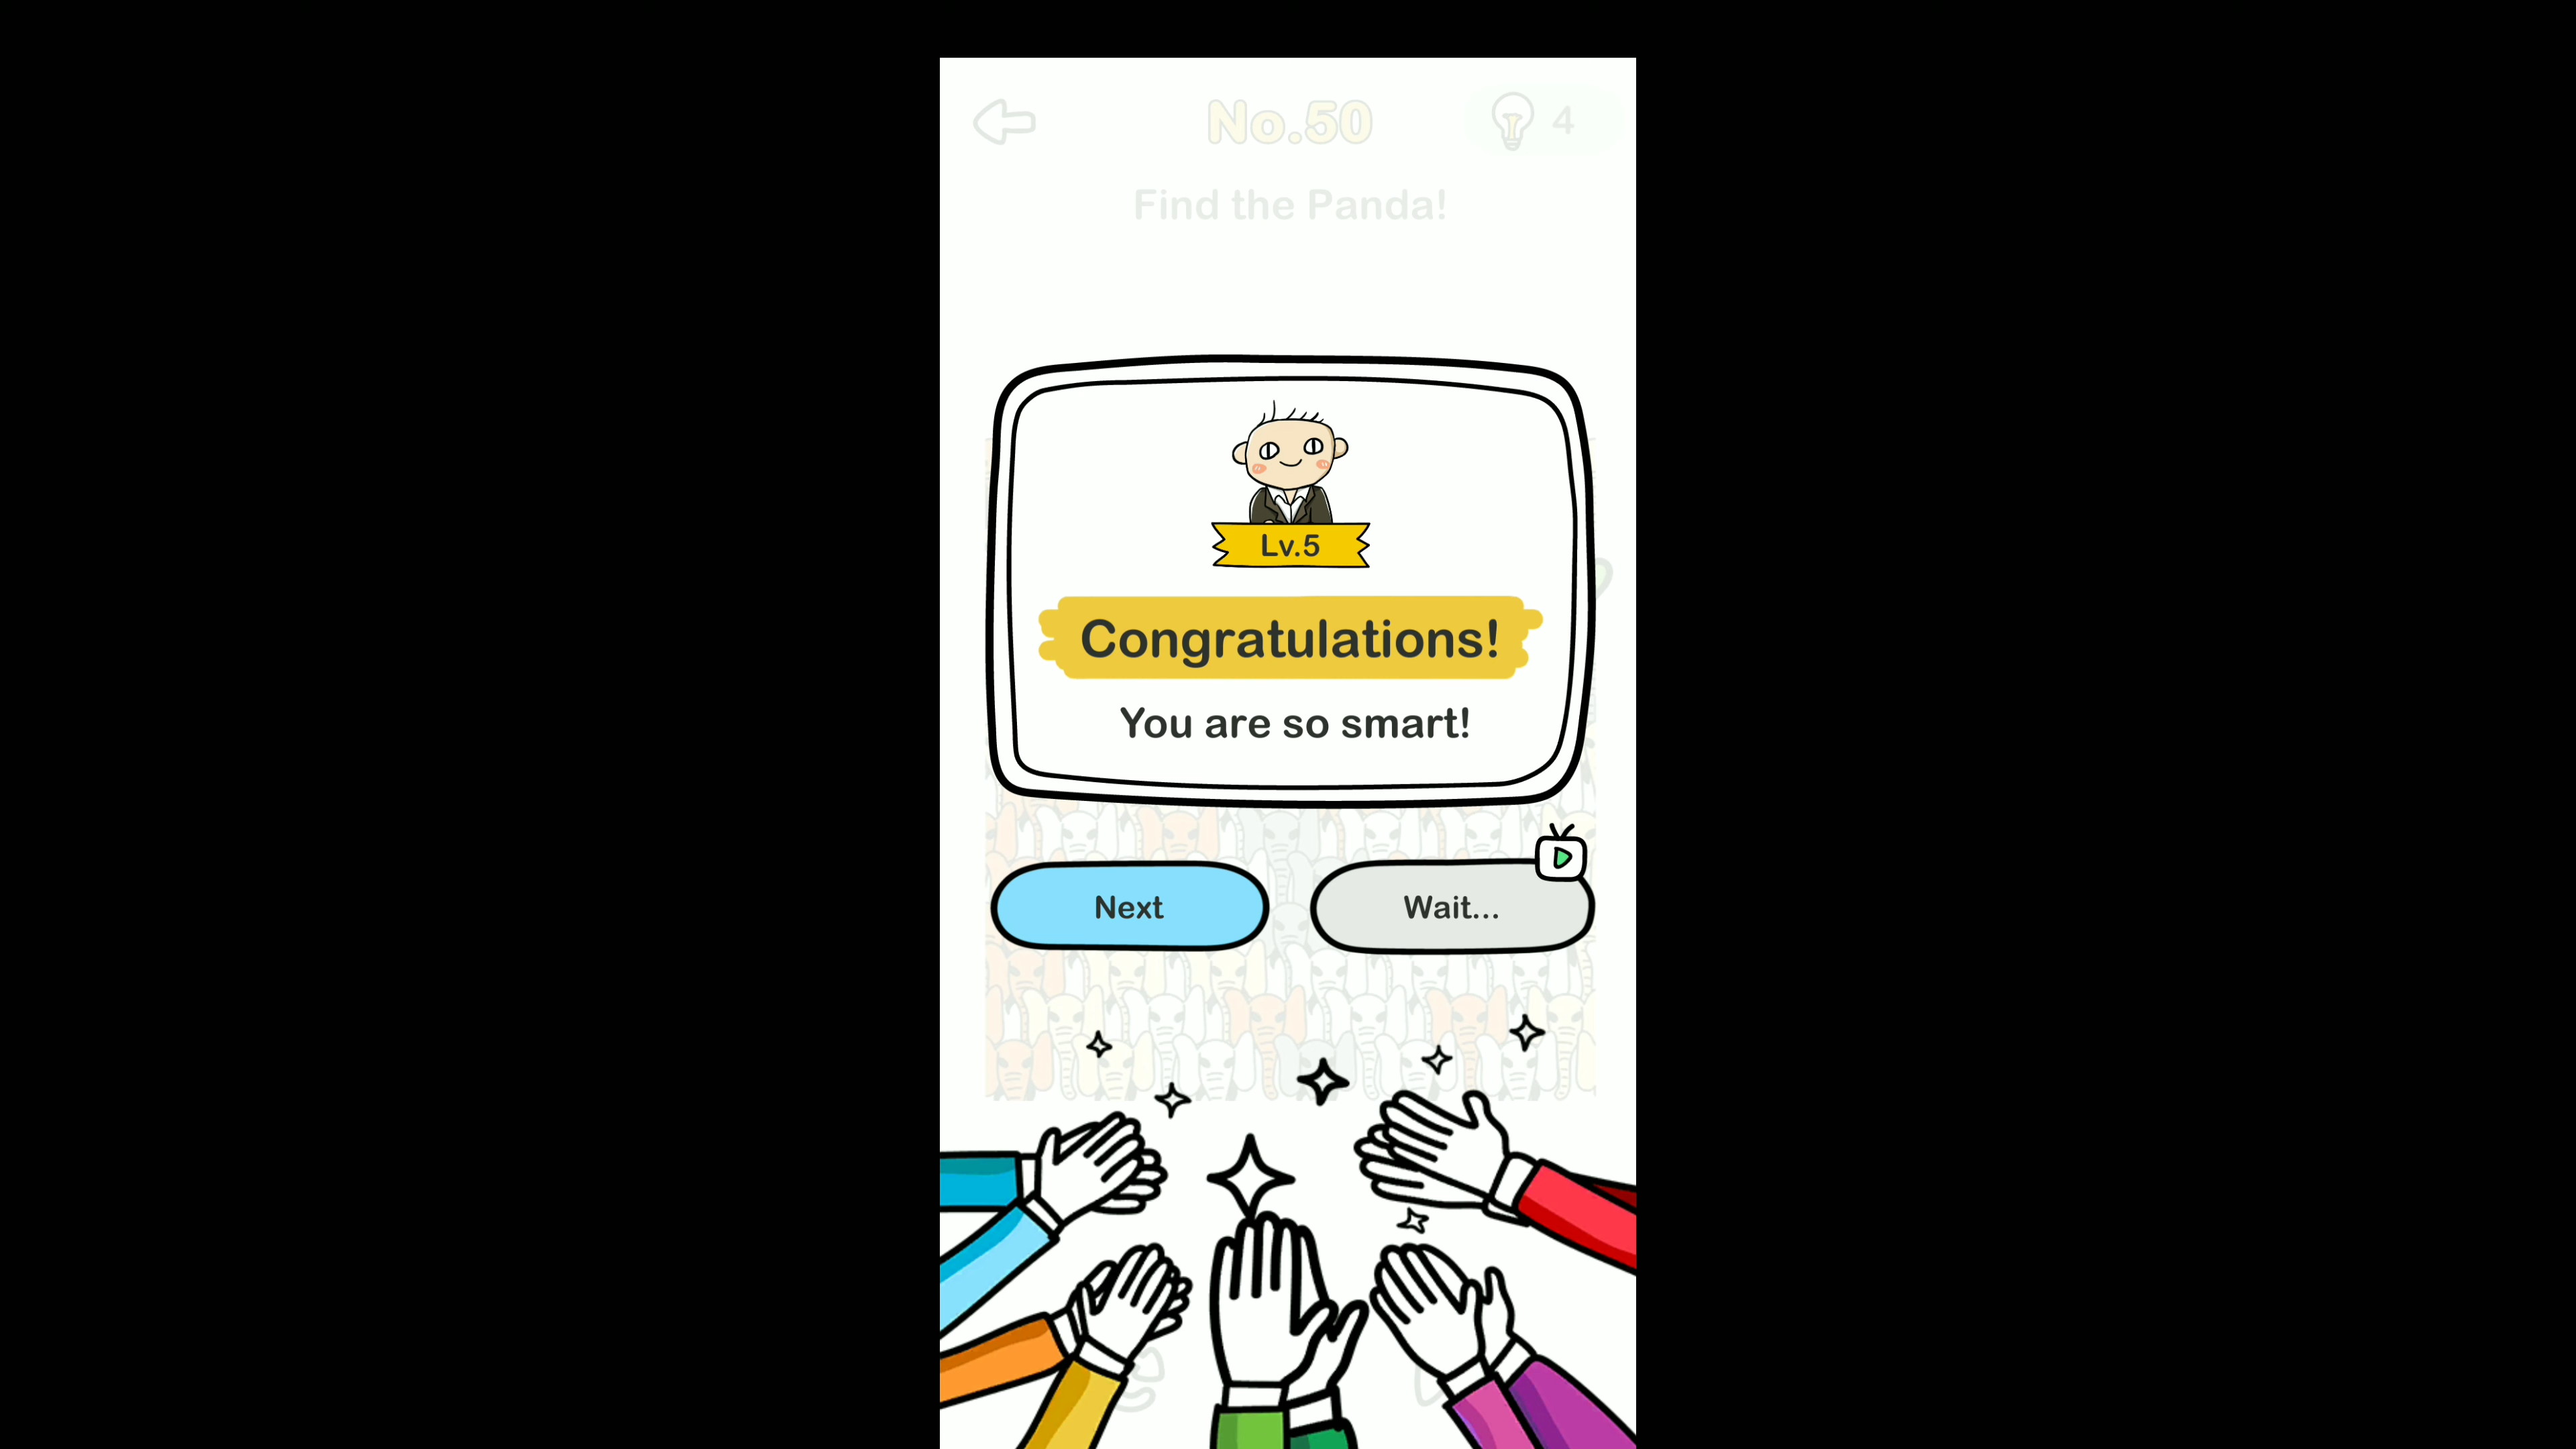 No.50
4
Find the Panda!
Lv.5
Congratulations!
You are so smart!
Next
Wait...